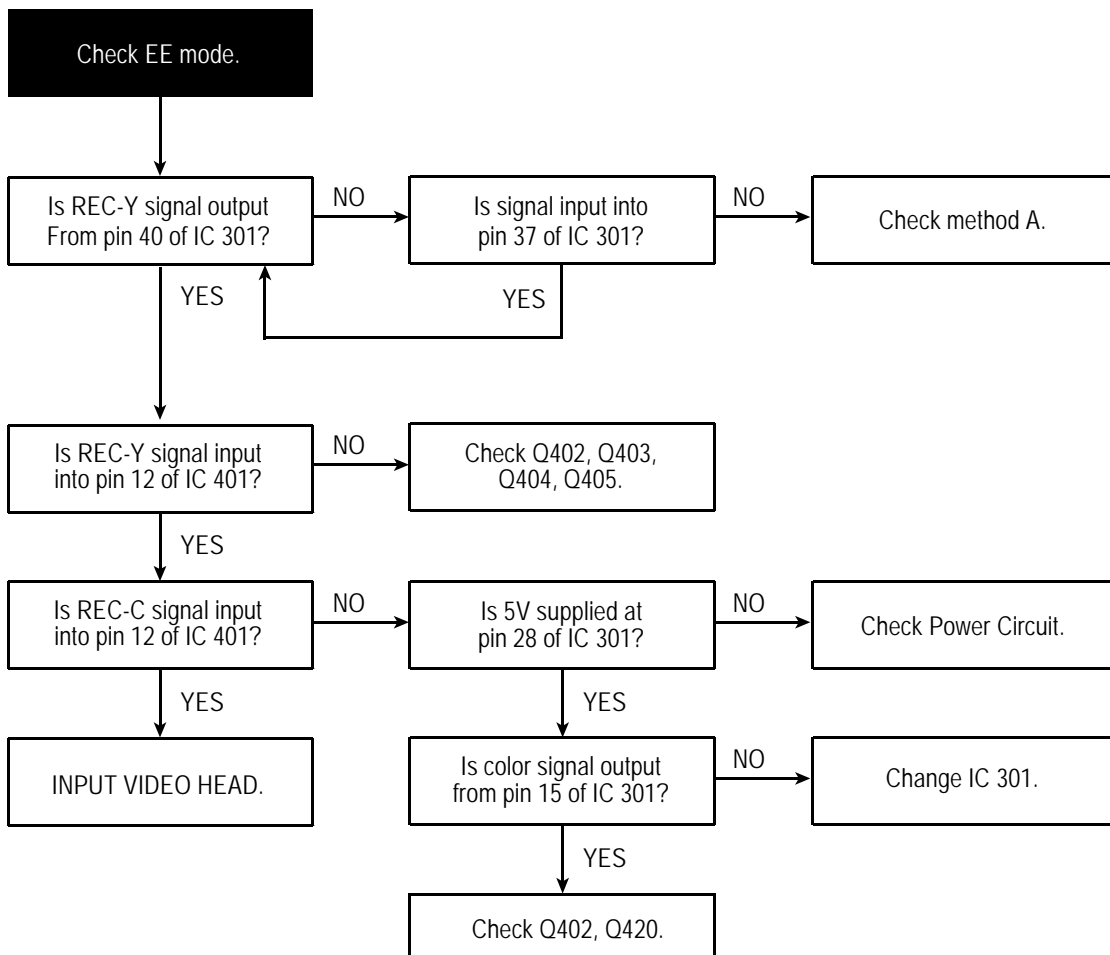 Check EE mode.
Is REC-Y signal output
From pin 40 of IC 301?
NO
Is signal input into
pin 37 of IC 301?
NO
Check method A.
YES
YES
Is REC-Y signal input
into pin 12 of IC 401?
NO
Check Q402, Q403,
Q404, Q405.
YES
Is REC-C signal input
into pin 12 of IC 401?
NO
Is 5V supplied at
pin 28 of IC 301?
NO
Check Power Circuit.
YES
YES
INPUT VIDEO HEAD.
Is color signal output
from pin 15 of IC 301?
NO
Change IC 301.
YES
Check Q402, Q420.